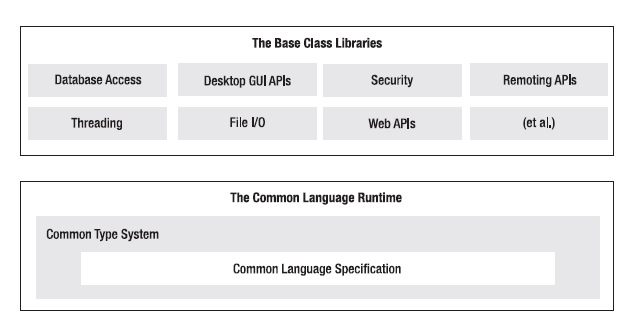 The Base Class Libraries
Database Access Desktop GUI APIs Security Remoting APIs
Threading File I/O Web APIs (et al.)
The Common Language Runtime
Common Type System
Common Language Specification